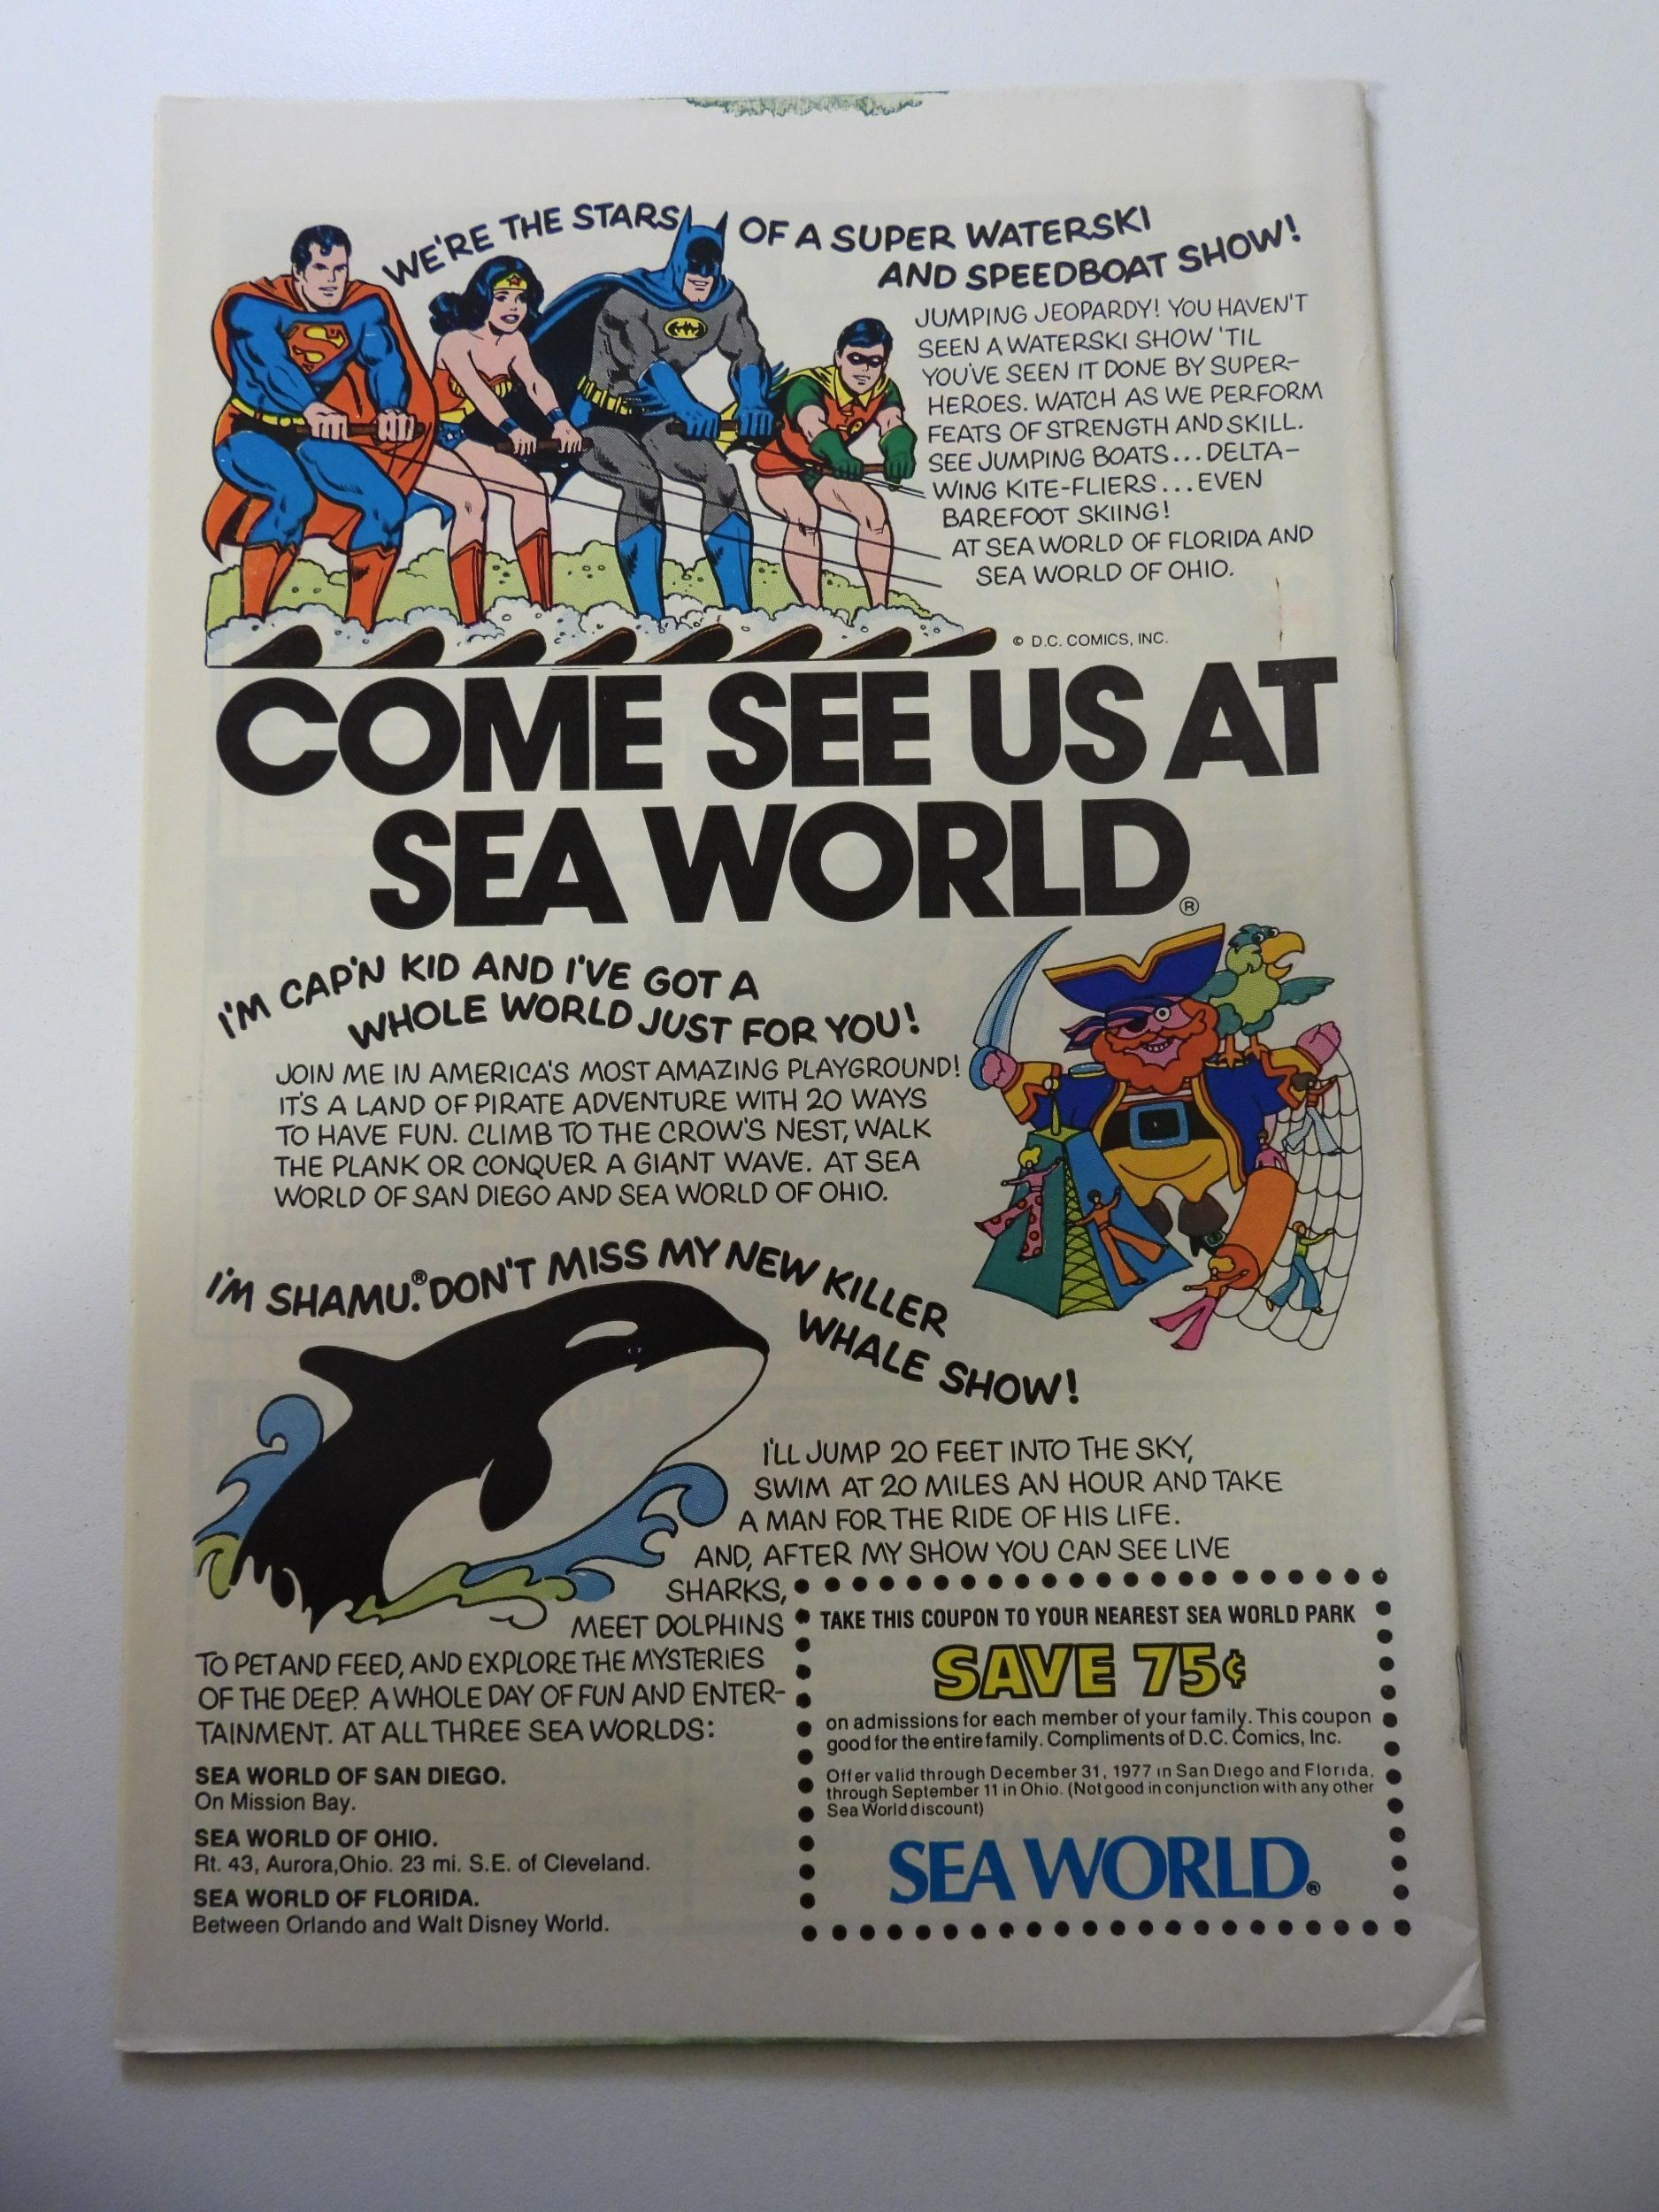 WE'RE THE STARS OF A SUPER WATERSKI
AND SPEEDBOAT SHOW!
JUMPING JEOPARDY! YOU HAVEN'T
SEEN A WATERSKI SHOW 'TIL
YOU'VE SEEN IT DONE BY SUPER-
HEROES. WATCH AS WE PERFORM
FEATS OF STRENGTH AND SKILL.
SEE JUMPING BOATS... DELTA-
WING KITE-FLIERS... EVEN
BAREFOOT SKIING!
AT SEA WORLD OF FLORIDA AND
SEA WORLD OF OHIO.
© D.C. COMICS, INC.
COME SEE US AT
SEA WORLD®
I'M CAP'N KID AND I'VE GOT A
WHOLE WORLD JUST FOR YOU!
JOIN ME IN AMERICA'S MOST AMAZING PLAYGROUND!
IT'S A LAND OF PIRATE ADVENTURE WITH 20 WAYS
TO HAVE FUN. CLIMB TO THE CROW'S NEST, WALK
THE PLANK OR CONQUER A GIANT WAVE. AT SEA
WORLD OF SAN DIEGO AND SEA WORLD OF OHIO.
I'M SHAMU.® DON'T MISS MY NEW KILLER
WHALE SHOW!
I'LL JUMP 20 FEET INTO THE SKY,
SWIM AT 20 MILES AN HOUR AND TAKE
A MAN FOR THE RIDE OF HIS LIFE.
AND, AFTER MY SHOW YOU CAN SEE LIVE
SHARKS,
MEET DOLPHINS
TO PET AND FEED, AND EXPLORE THE MYSTERIES
OF THE DEEP. A WHOLE DAY OF FUN AND ENTER-
TAINMENT. AT ALL THREE SEA WORLDS:
SEA WORLD OF SAN DIEGO.
On Mission Bay.
SEA WORLD OF OHIO.
Rt. 43, Aurora, Ohio. 23 mi. S.E. of Cleveland.
SEA WORLD OF FLORIDA.
Between Orlando and Walt Disney World.
TAKE THIS COUPON TO YOUR NEAREST SEA WORLD PARK
SAVE 75¢
on admissions for each member of your family. This coupon
good for the entire family. Compliments of D.C. Comics, Inc.
Offer valid through December 31, 1977 in San Diego and Florida,
through September 11 in Ohio. (Not good in conjunction with any other
Sea World discount)
SEA WORLD®